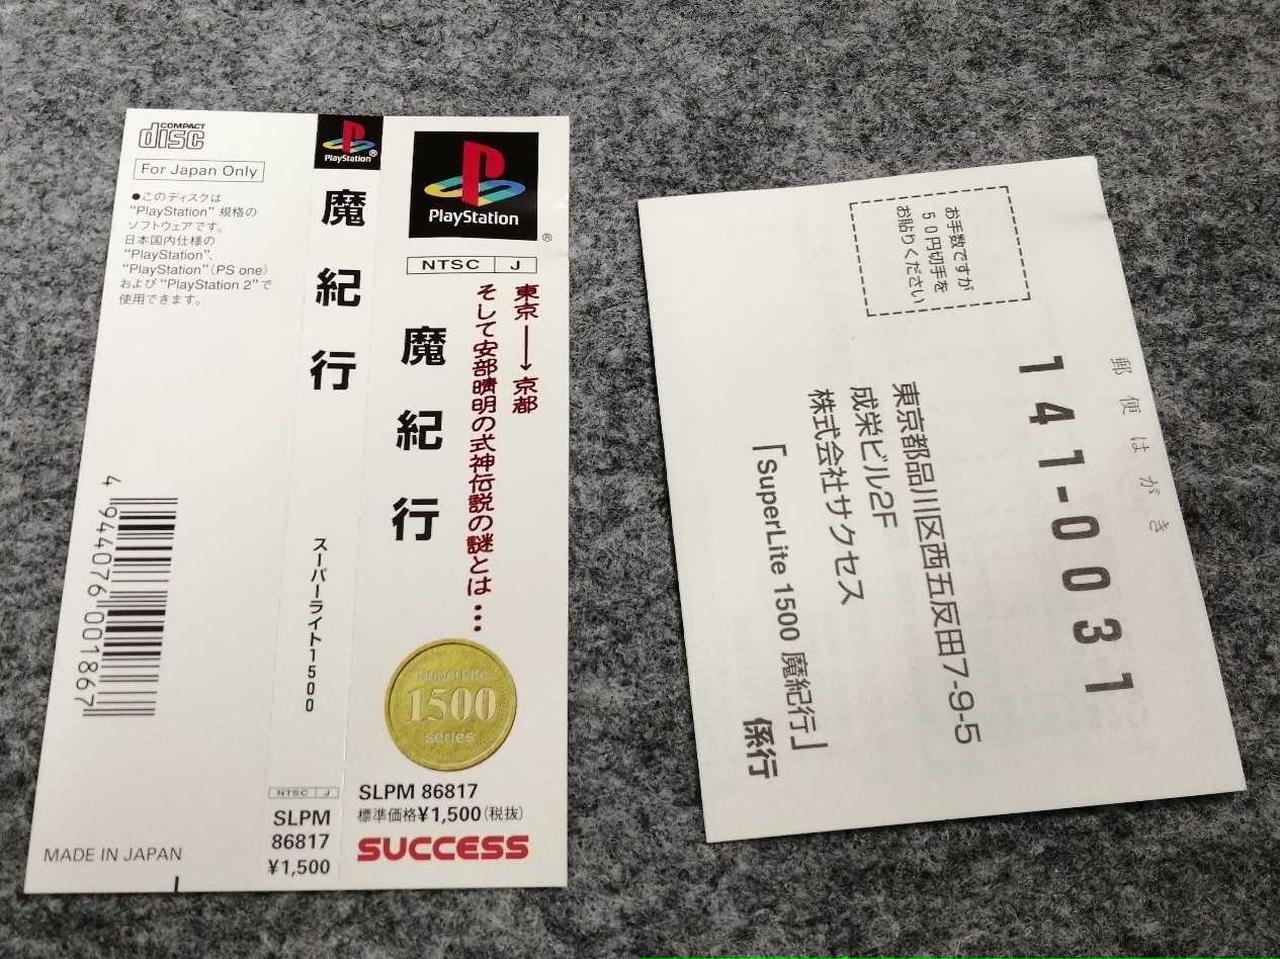 COMPACT
disc
For Japan Only
●このディスクは
"PlayStation" 規格の
ソフトウェアです。
日本国内仕様の
"PlayStation"、
"PlayStation"(PS one)
および "PlayStation 2" で
使用できます。
4 944076 001867
MADE IN JAPAN
PlayStation®
魔紀行
スーパーライト1500
NTSC J
SLPM
86817
¥1,500
PlayStation
®
NTSC J
東京→京都
そして安部晴明の式神伝説の謎とは…
魔紀行
SuperLite
1500
series
SLPM 86817
標準価格¥1,500(税抜)
SUCCESS
お手数ですが
50円切手を
お貼りください
郵便はがき
141-0031
東京都品川区西五反田7-9-5
成栄ビル2F
株式会社サクセス
「SuperLite 1500 魔紀行」
係行